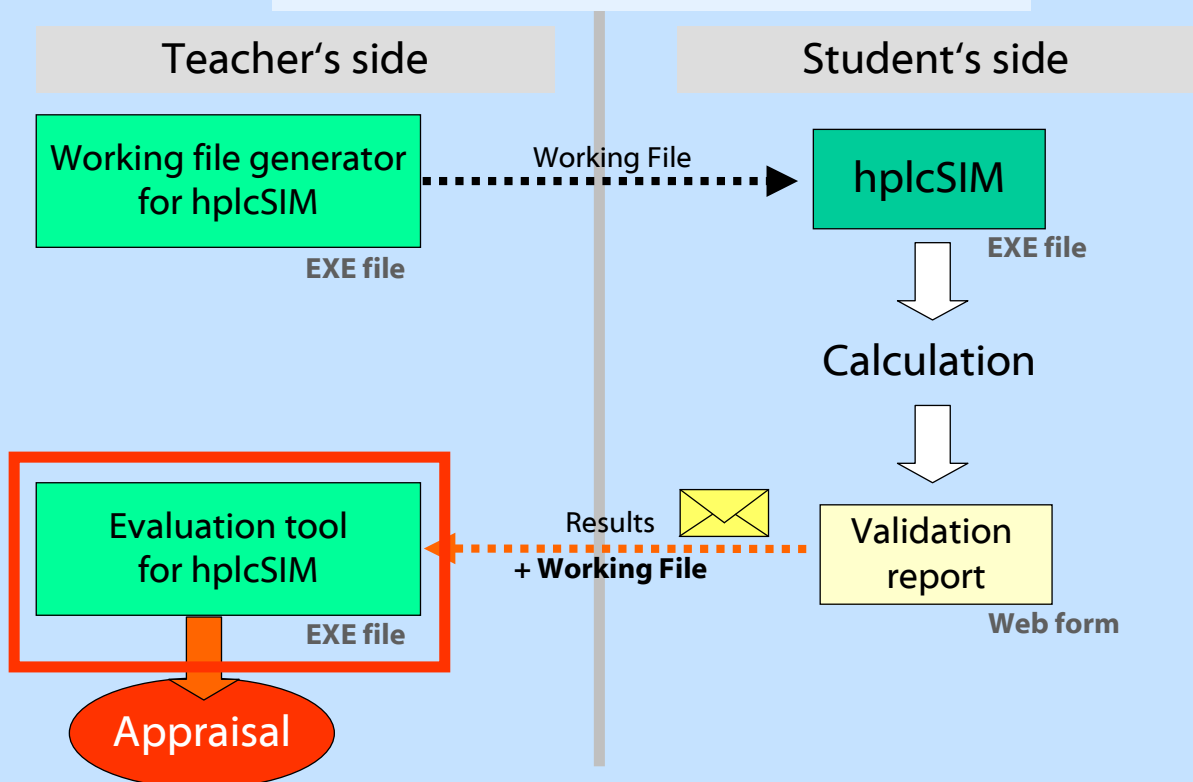 Teacher‘s side
Student‘s side
Working file generator
for hplcSIM
EXE file
Working File
hplcSIM
EXE file
Calculation
Evaluation tool
for hplcSIM
EXE file
Results
+ Working File
Validation
report
Web form
Appraisal